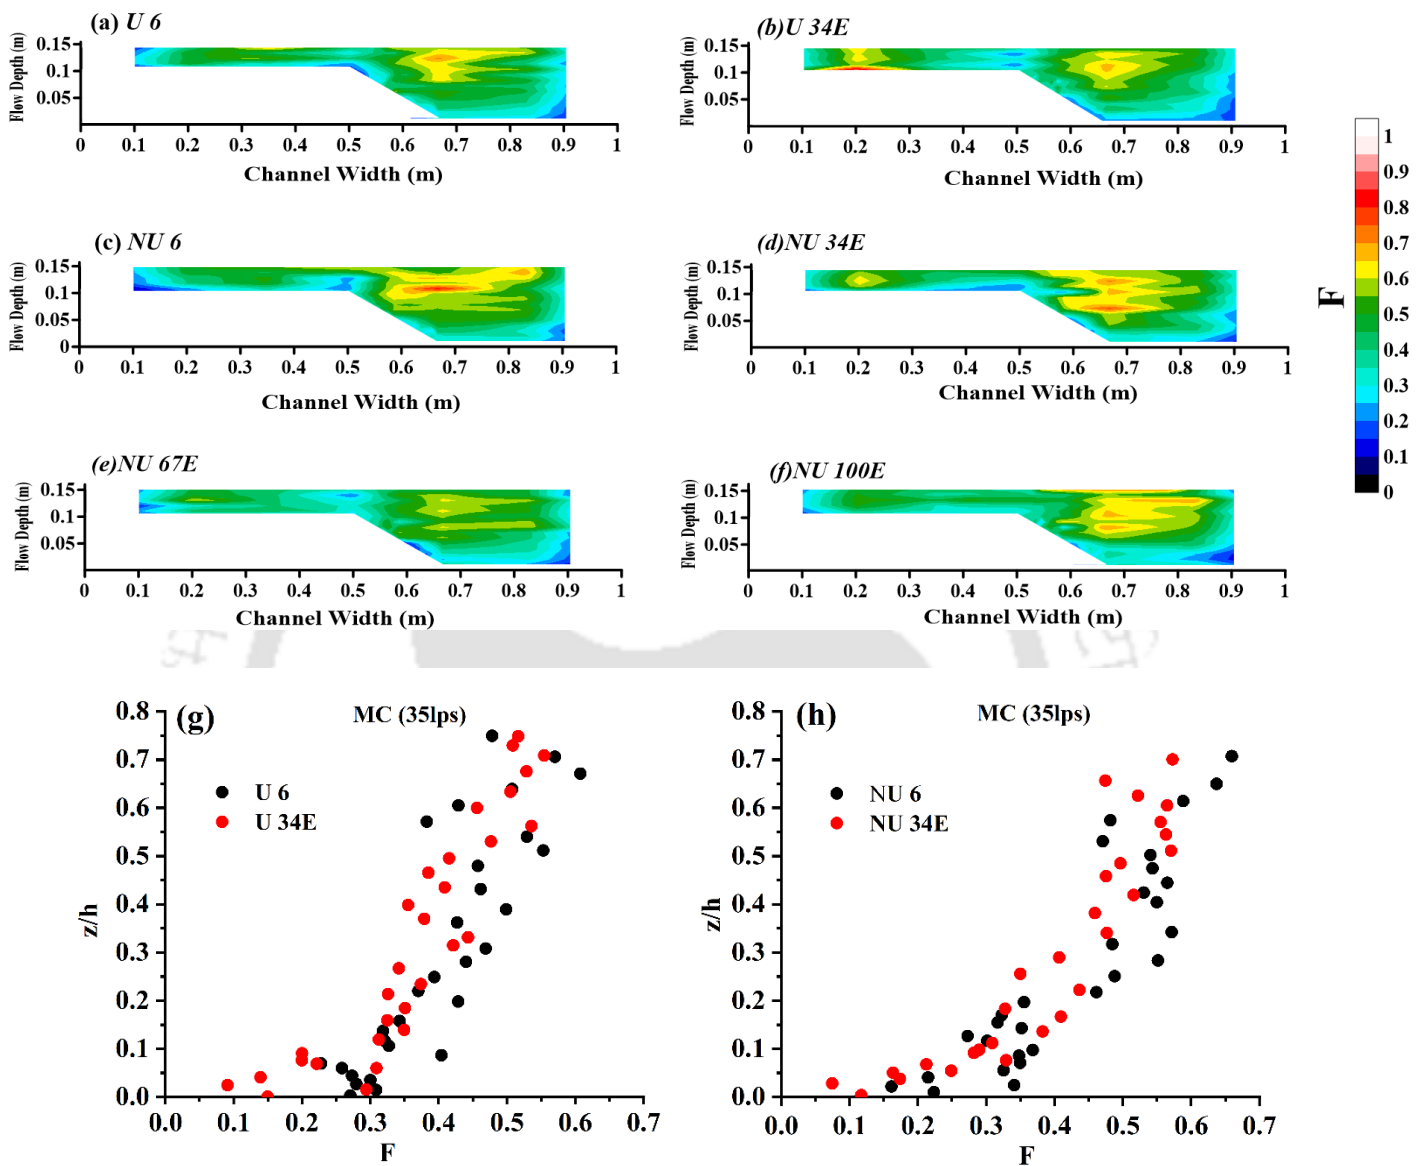 (a) U 6
Flow Depth (m)
0.15
0.1
0.05
0 0.1 0.2 0.3 0.4 0.5 0.6 0.7 0.8 0.9 1
Channel Width (m)
(b)U 34E
Flow Depth (m)
0.15
0.1
0.05
0 0.1 0.2 0.3 0.4 0.5 0.6 0.7 0.8 0.9 1
Channel Width (m)
(c) NU 6
Flow Depth (m)
0.15
0.1
0.05
0
0 0.1 0.2 0.3 0.4 0.5 0.6 0.7 0.8 0.9 1
Channel Width (m)
(d)NU 34E
Flow Depth (m)
0.15
0.1
0.05
0 0.1 0.2 0.3 0.4 0.5 0.6 0.7 0.8 0.9 1
Channel Width (m)
(e)NU 67E
Flow Depth (m)
0.15
0.1
0.05
0 0.1 0.2 0.3 0.4 0.5 0.6 0.7 0.8 0.9 1
Channel Width (m)
(f)NU 100E
Flow Depth (m)
0.15
0.1
0.05
0 0.1 0.2 0.3 0.4 0.5 0.6 0.7 0.8 0.9 1
Channel Width (m)
F
1
0.9
0.8
0.7
0.6
0.5
0.4
0.3
0.2
0.1
0
(g)
MC (35lps)
U 6
U 34E
z/h
0.8
0.7
0.6
0.5
0.4
0.3
0.2
0.1
0.0
0.0 0.1 0.2 0.3 0.4 0.5 0.6 0.7
F
(h)
MC (35lps)
NU 6
NU 34E
z/h
0.8
0.7
0.6
0.5
0.4
0.3
0.2
0.1
0.0
0.0 0.1 0.2 0.3 0.4 0.5 0.6 0.7
F